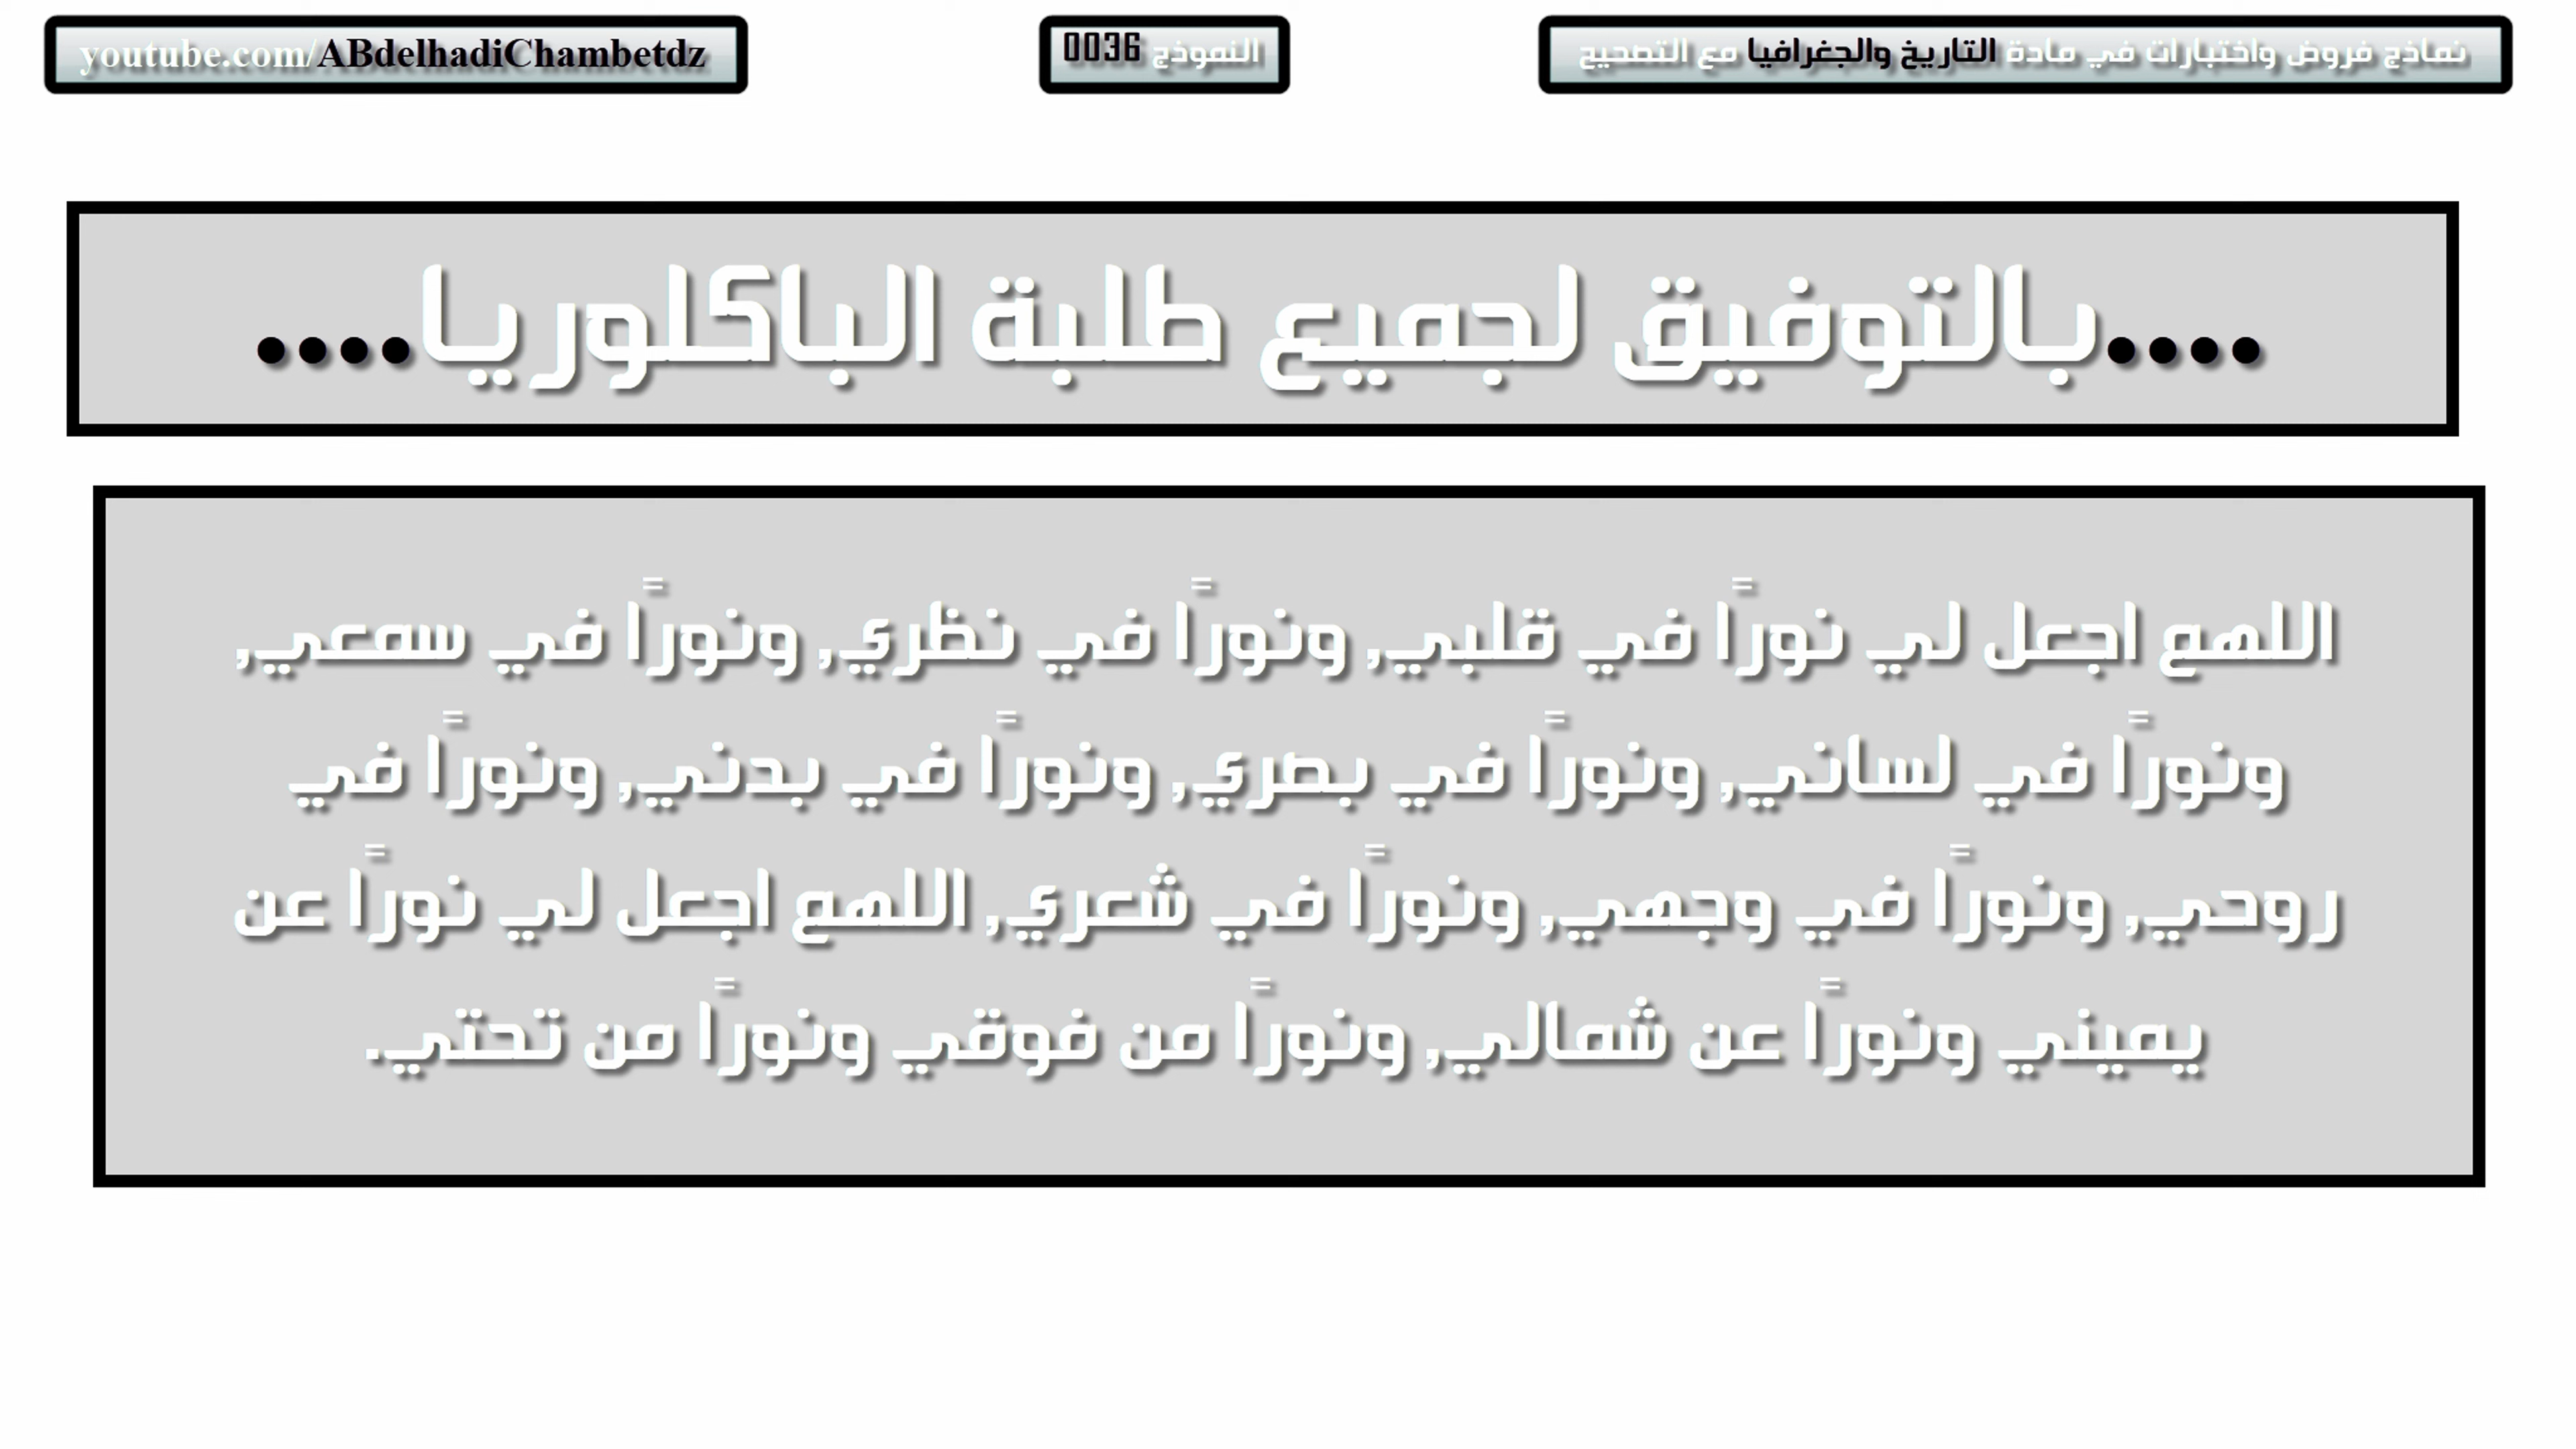 نماذج فروض واختبارات في مادة التاريخ والجغرافيا مع التصحيح
النموذج 0036
youtube.com/ABdelhadiChambetdz
....بالتوفيق لجميع طلبة الباكلوريا....
اللهم اجعل لي نوراً في قلبي, ونوراً في نظري, ونوراً في سمعي,
ونوراً في لساني, ونوراً في بصري, ونوراً في بدني, ونوراً في
روحي, ونوراً في وجهي, ونوراً في شعري, اللهم اجعل لي نوراً عن
يميني ونوراً عن شمالي, ونوراً من فوقي ونوراً من تحتي.